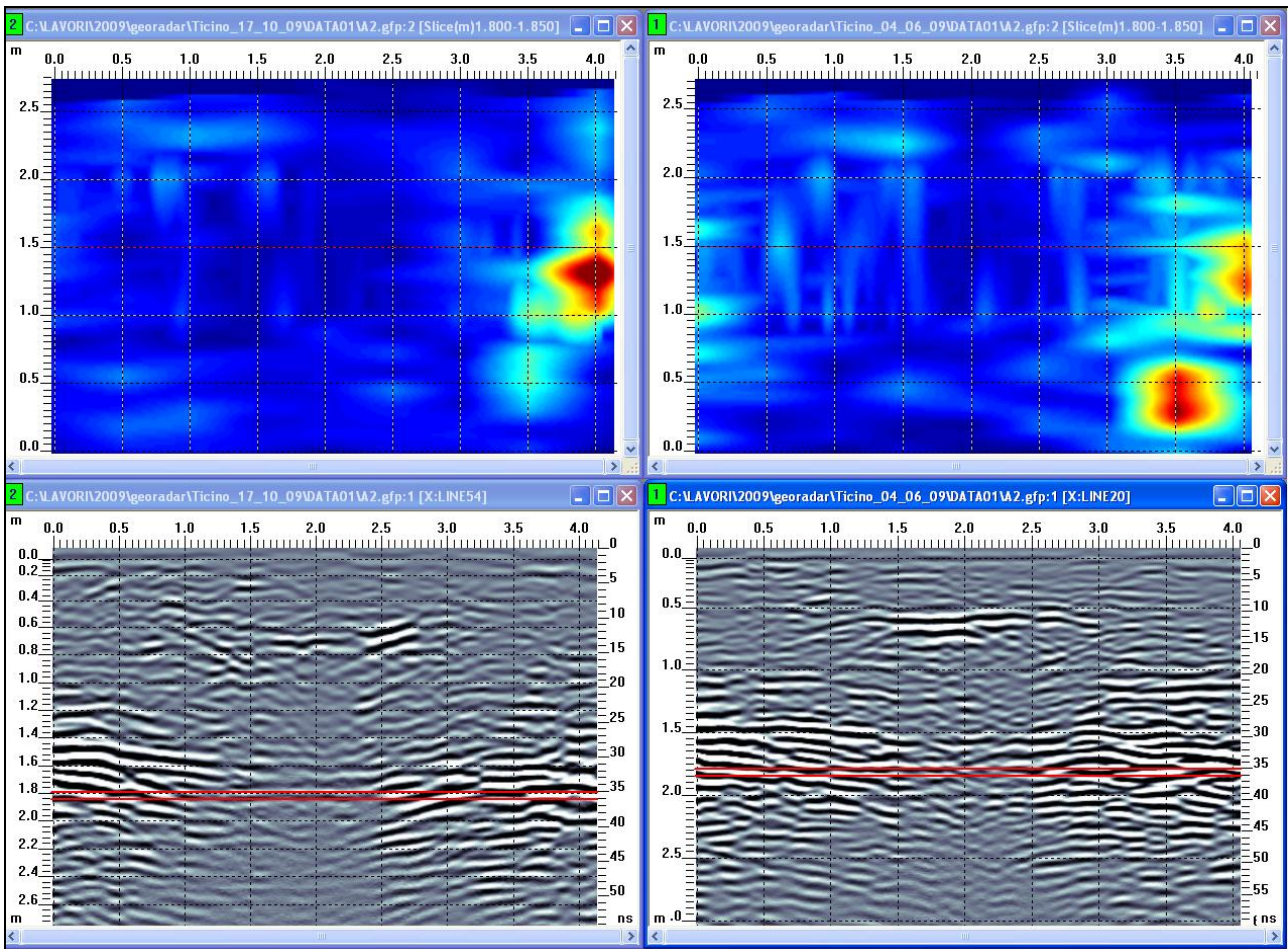 2 C:\LAVORI\2009\georadar\Ticino_17_10_09\DATA01\A2.gfp:2 [Slice(m)1.800-1.850]
m
0.0 0.5 1.0 1.5 2.0 2.5 3.0 3.5 4.0
2.5
2.0
1.5
1.0
0.5
0.0
1 C:\LAVORI\2009\georadar\Ticino_04_06_09\DATA01\A2.gfp:2 [Slice(m)1.800-1.850]
m
0.0 0.5 1.0 1.5 2.0 2.5 3.0 3.5 4.0
2.5
2.0
1.5
1.0
0.5
0.0
2 C:\LAVORI\2009\georadar\Ticino_17_10_09\DATA01\A2.gfp:1 [X:LINE54]
m
0.0 0.5 1.0 1.5 2.0 2.5 3.0 3.5 4.0
0.0 0
0.2 5
0.4
0.6 10
0.8 15
1.0 20
1.2 25
1.4
1.6 30
1.8 35
2.0 40
2.2
2.4 45
2.6 50
m ns
1 C:\LAVORI\2009\georadar\Ticino_04_06_09\DATA01\A2.gfp:1 [X:LINE20]
m
0.0 0.5 1.0 1.5 2.0 2.5 3.0 3.5 4.0
0.0 0
5
0.5 10
15
1.0 20
25
1.5 30
35
2.0 40
45
2.5 50
55
m .0 ns